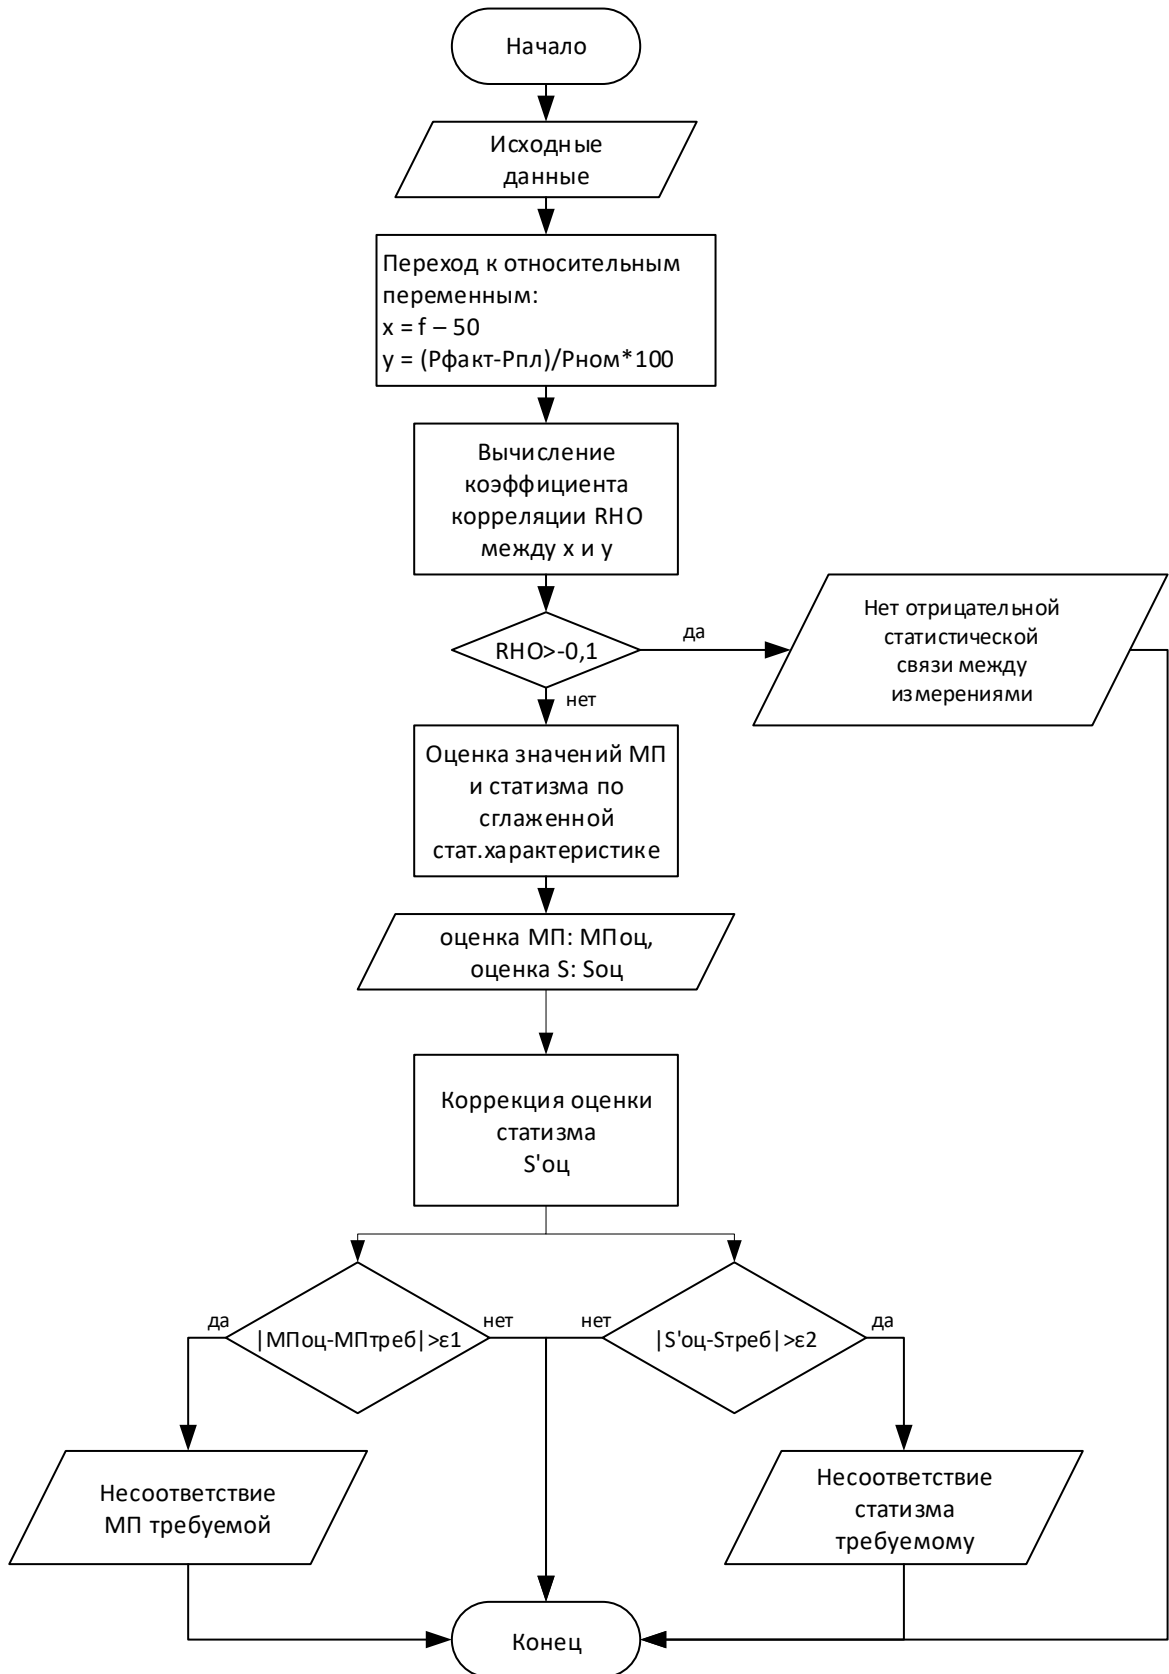 Начало
Исходные
данные
Переход к относительным
переменным:
x = f – 50
y = (Pфакт-Pпл)/Pном*100
Вычисление
коэффициента
корреляции RHO
между x и y
RHO>-0,1
да
Нет отрицательной
статистической
связи между
измерениями
нет
Оценка значений МП
и статизма по
сглаженной
стат.характеристике
оценка МП: МПоц,
оценка S: Sоц
Коррекция оценки
статизма
S'оц
да
|МПоц-МПтреб|>ε1
нет
нет
|S'оц-Sтреб|>ε2
да
Несоответствие
МП требуемой
Несоответствие
статизма
требуемому
Конец